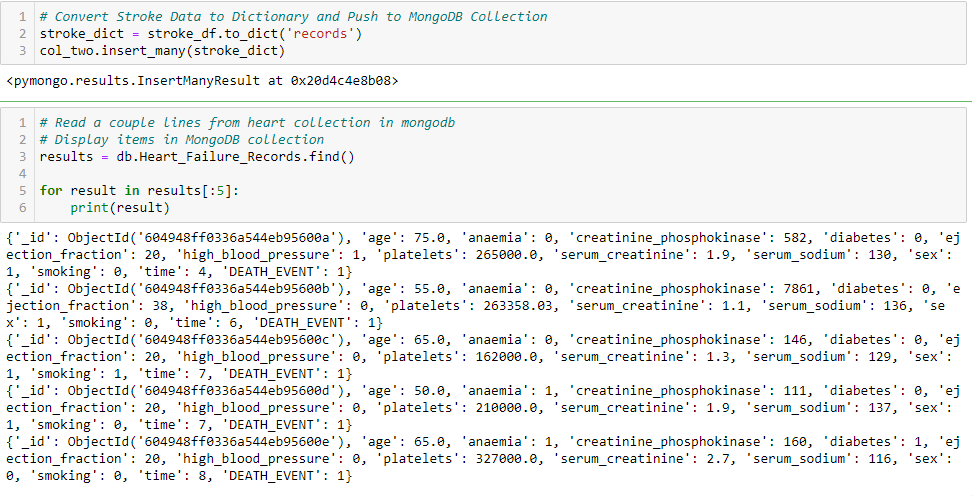 1 # Convert Stroke Data to Dictionary and Push to MongoDB Collection
2 stroke_dict = stroke_df.to_dict('records')
3 col_two.insert_many(stroke_dict)
<pymongo.results.InsertManyResult at 0x20d4c4e8b08>
1 # Read a couple lines from heart collection in mongodb
2 # Display items in MongoDB collection
3 results = db.Heart_Failure_Records.find()
4
5 for result in results[:5]:
6     print(result)
{'_id': ObjectId('604948ff0336a544eb95600a'), 'age': 75.0, 'anaemia': 0, 'creatinine_phosphokinase': 582, 'diabetes': 0, 'ej
ection_fraction': 20, 'high_blood_pressure': 1, 'platelets': 265000.0, 'serum_creatinine': 1.9, 'serum_sodium': 130, 'sex':
1, 'smoking': 0, 'time': 4, 'DEATH_EVENT': 1}
{'_id': ObjectId('604948ff0336a544eb95600b'), 'age': 55.0, 'anaemia': 0, 'creatinine_phosphokinase': 7861, 'diabetes': 0, 'e
jection_fraction': 38, 'high_blood_pressure': 0, 'platelets': 263358.03, 'serum_creatinine': 1.1, 'serum_sodium': 136, 'se
x': 1, 'smoking': 0, 'time': 6, 'DEATH_EVENT': 1}
{'_id': ObjectId('604948ff0336a544eb95600c'), 'age': 65.0, 'anaemia': 0, 'creatinine_phosphokinase': 146, 'diabetes': 0, 'ej
ection_fraction': 20, 'high_blood_pressure': 0, 'platelets': 162000.0, 'serum_creatinine': 1.3, 'serum_sodium': 129, 'sex':
1, 'smoking': 1, 'time': 7, 'DEATH_EVENT': 1}
{'_id': ObjectId('604948ff0336a544eb95600d'), 'age': 50.0, 'anaemia': 1, 'creatinine_phosphokinase': 111, 'diabetes': 0, 'ej
ection_fraction': 20, 'high_blood_pressure': 0, 'platelets': 210000.0, 'serum_creatinine': 1.9, 'serum_sodium': 137, 'sex':
1, 'smoking': 0, 'time': 7, 'DEATH_EVENT': 1}
{'_id': ObjectId('604948ff0336a544eb95600e'), 'age': 65.0, 'anaemia': 1, 'creatinine_phosphokinase': 160, 'diabetes': 1, 'ej
ection_fraction': 20, 'high_blood_pressure': 0, 'platelets': 327000.0, 'serum_creatinine': 2.7, 'serum_sodium': 116, 'sex':
0, 'smoking': 0, 'time': 8, 'DEATH_EVENT': 1}